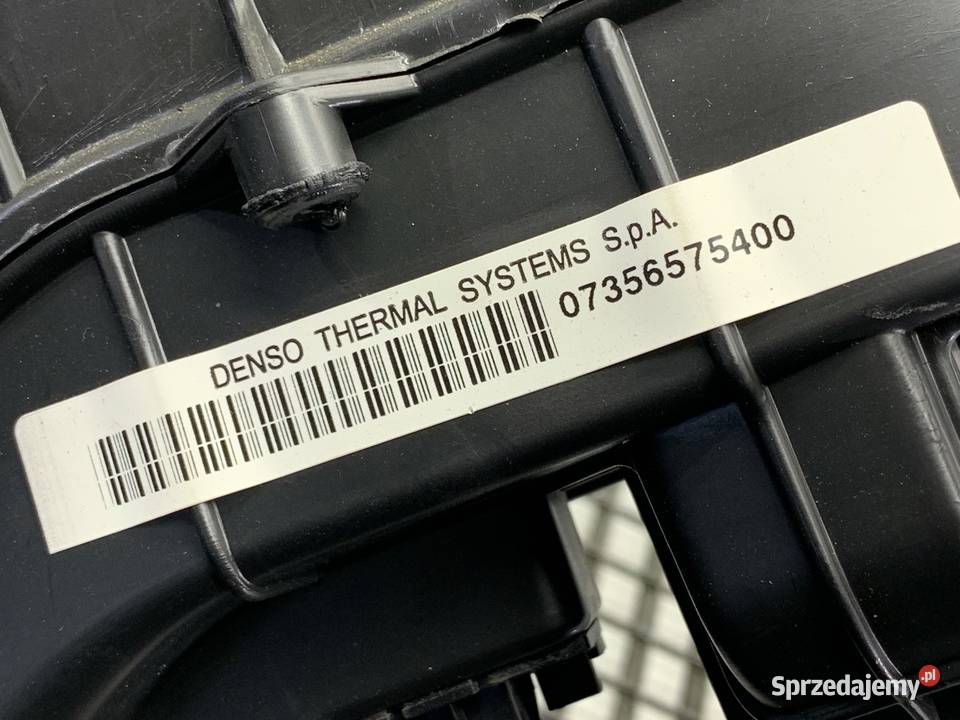 DENSO THERMAL SYSTEMS S.p.A.
07356575400
Sprzedajemy.pl